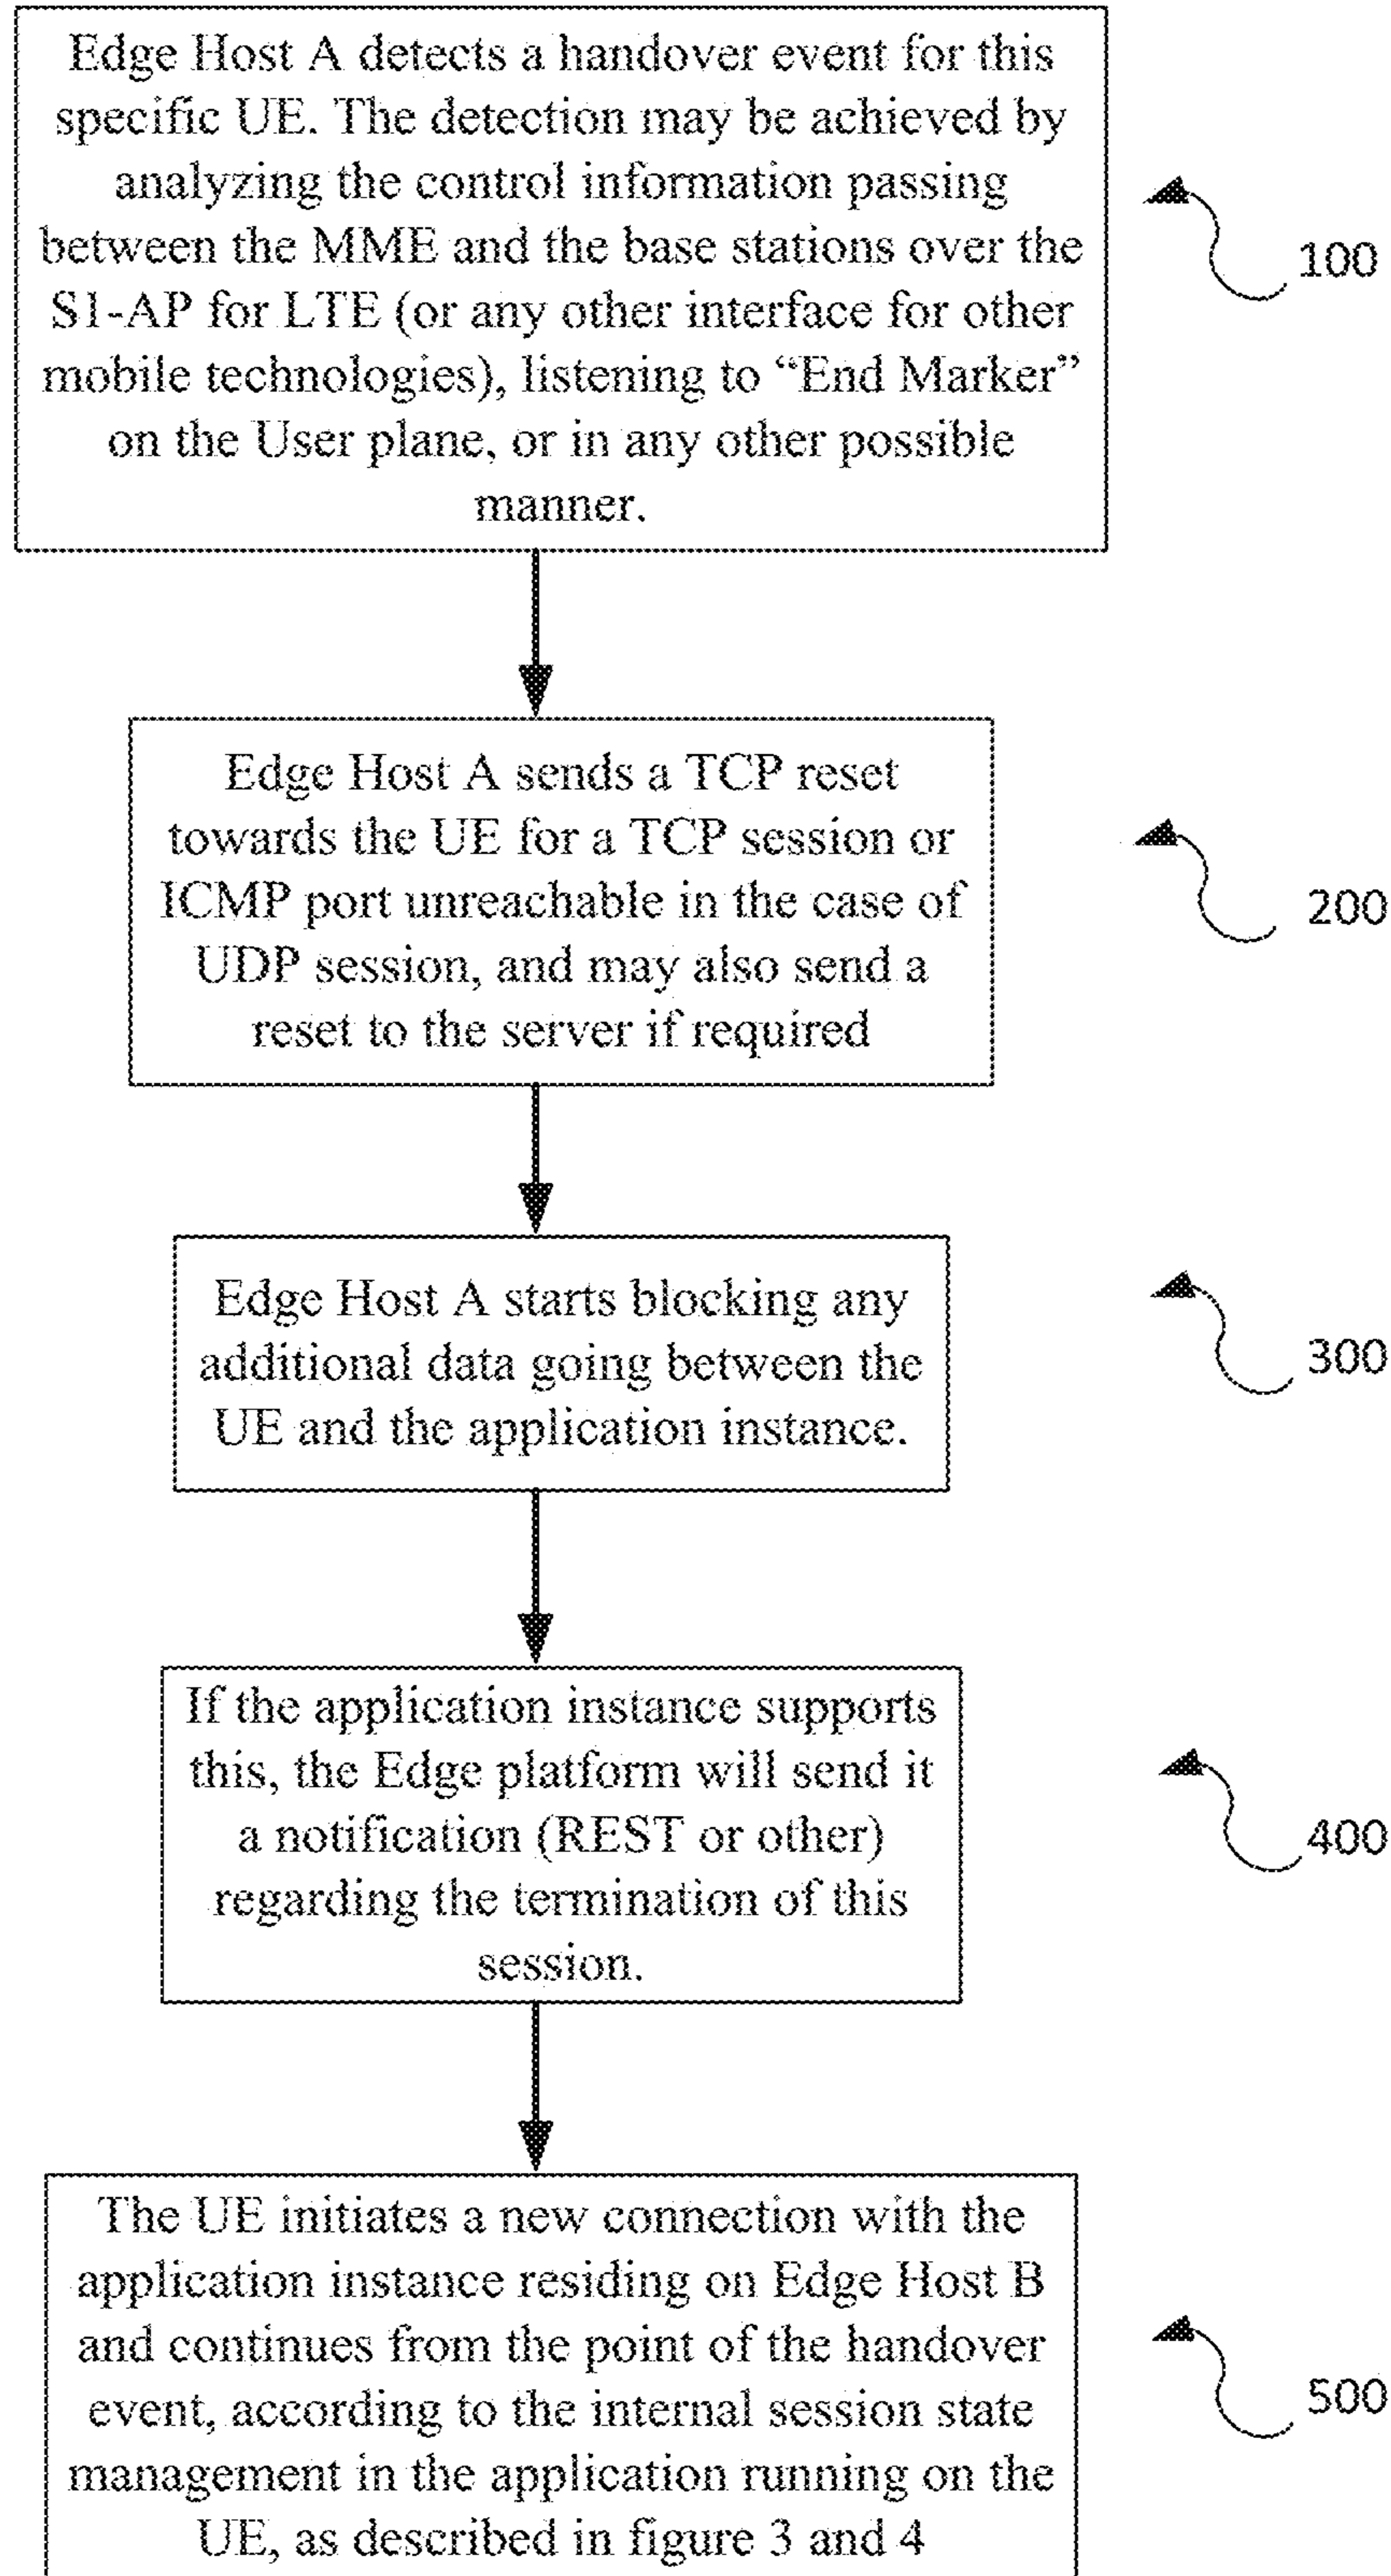 Edge Host A detects a handover event for this
specific UE. The detection may be achieved by
analyzing the control information passing
between the MME and the base stations over the
S1-AP for LTE (or any other interface for other
mobile technologies), listening to “End Marker”
on the User plane, or in any other possible
manner.
100
Edge Host A sends a TCP reset
towards the UE for a TCP session or
ICMP port unreachable in the case of
UDP session, and may also send a
reset to the server if required
200
Edge Host A starts blocking any
additional data going between the
UE and the application instance.
300
If the application instance supports
this, the Edge platform will send it
a notification (REST or other)
regarding the termination of this
session.
400
The UE initiates a new connection with the
application instance residing on Edge Host B
and continues from the point of the handover
event, according to the internal session state
management in the application running on the
UE, as described in figure 3 and 4
500